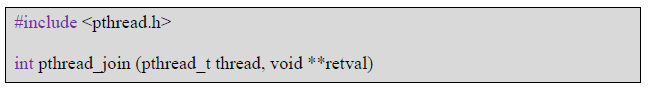 #include <pthread.h>
int pthread_join (pthread_t thread, void **retval)